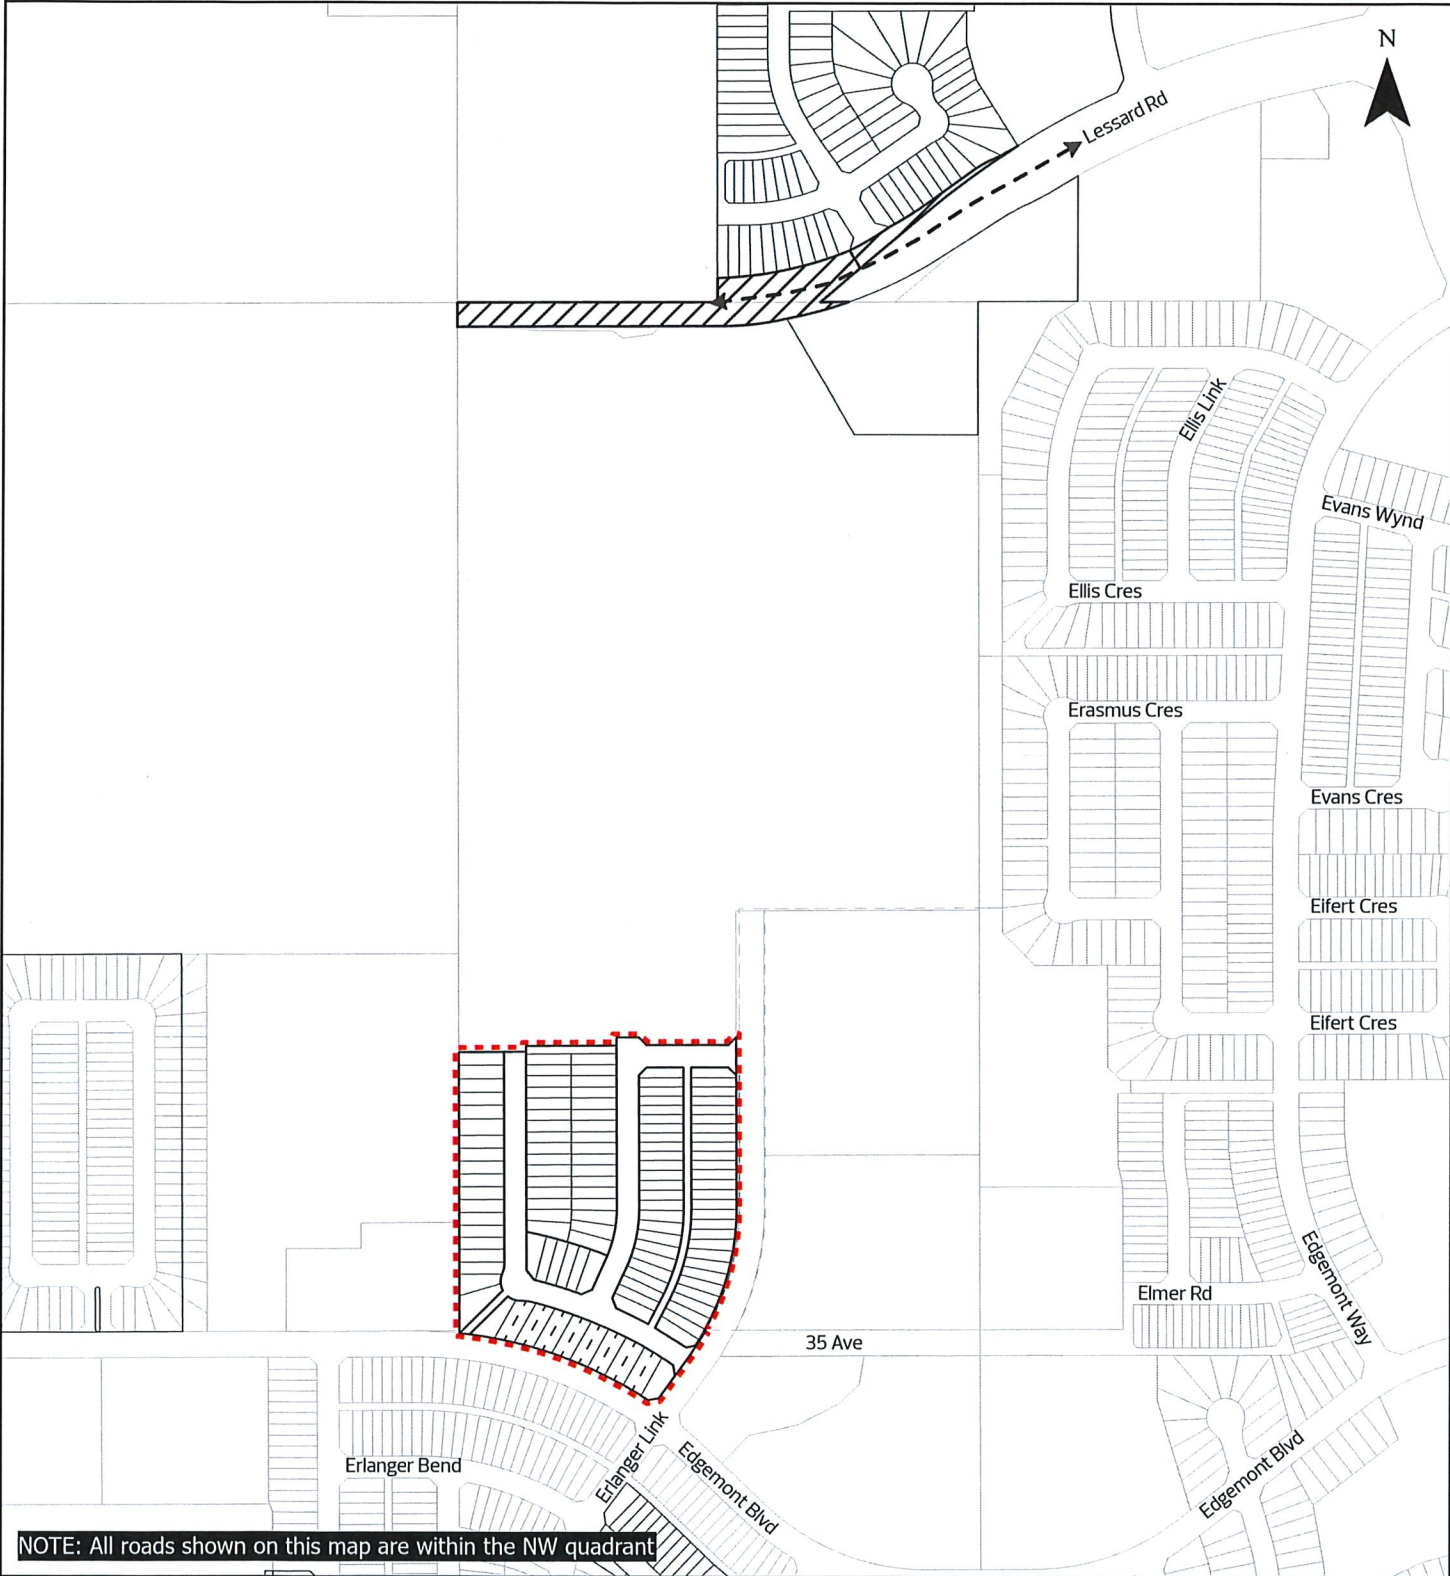 N
Lessard Rd
Ellis Link
Evans Wynd
Ellis Cres
Erasmus Cres
Evans Cres
Eifert Cres
Eifert Cres
Edgemont Way
Elmer Rd
35 Ave
Erlanger Link
Edgemont Blvd
Edgemont Blvd
Erlanger Bend
NOTE: All roads shown on this map are within the NW quadrant